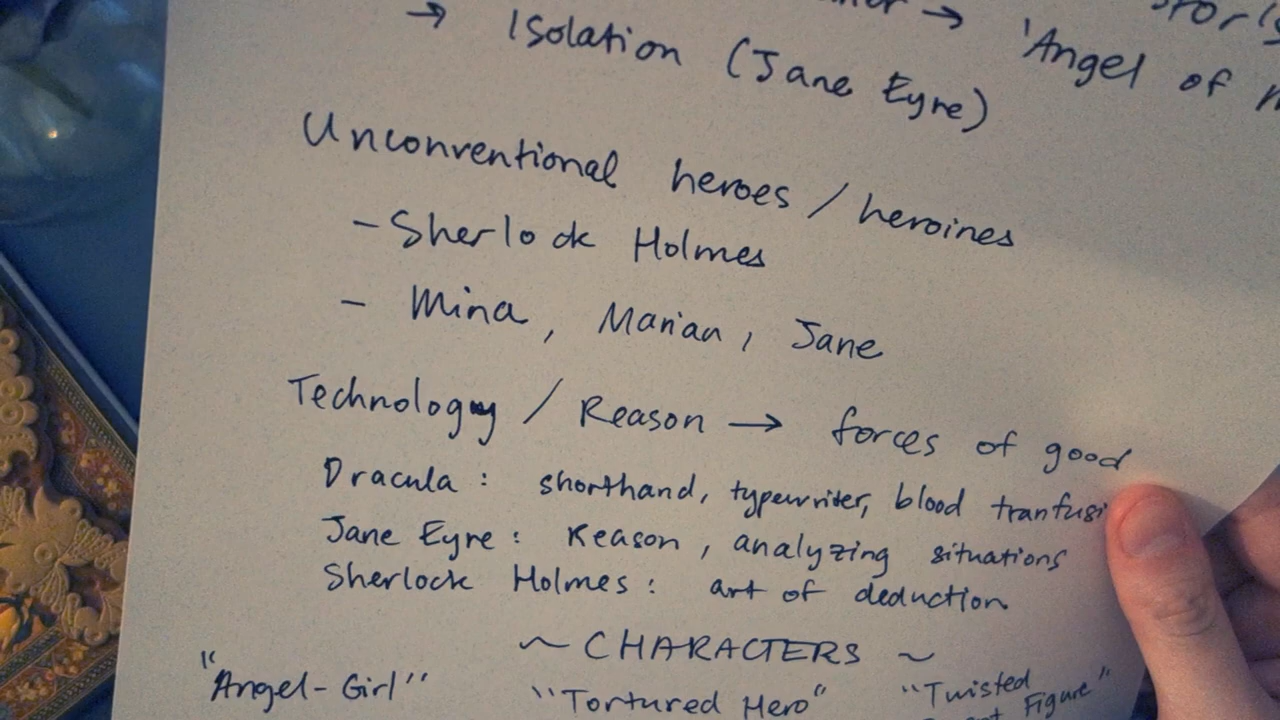 → 'Angel of
→ Isolation (Jane Eyre)
Unconventional heroes / heroines
- Sherlock Holmes
- Mina, Marian, Jane
Technology / Reason → forces of good
Dracula: shorthand, typewriter, blood tranfusi
Jane Eyre: Reason, analyzing situations
Sherlock Holmes: art of deduction
~ CHARACTERS ~
"Angel-Girl" "Tortured Hero" "Twisted
Figure"